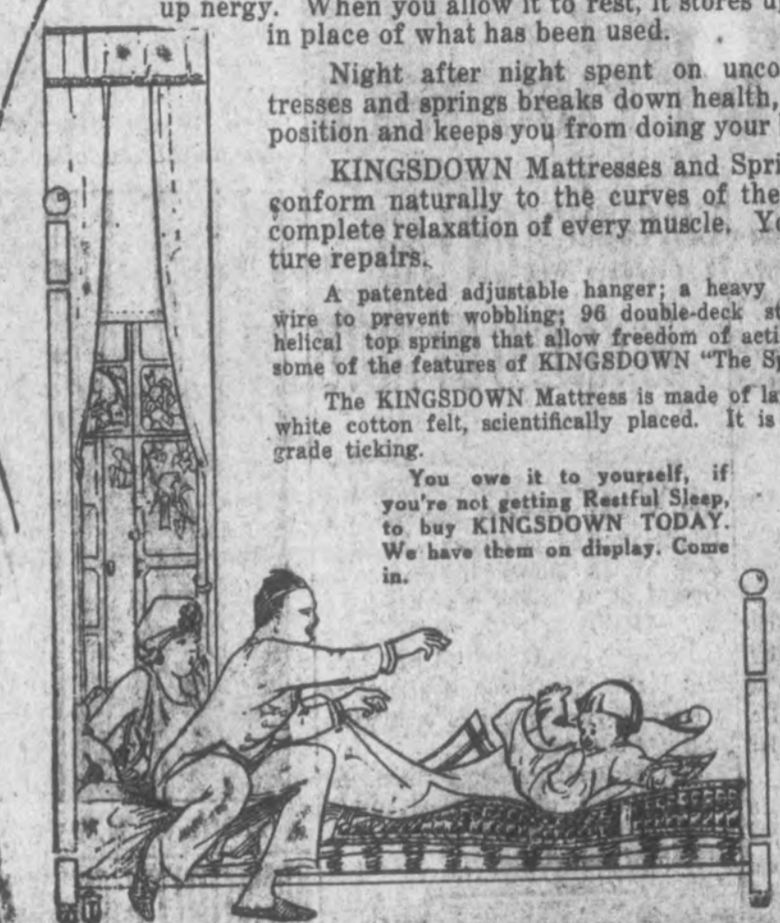 up nergy. When you allow it to rest, it stores up
in place of what has been used.
Night after night spent on unco
tresses and springs breaks down health,
position and keeps you from doing your
KINGSDOWN Mattresses and Spri
conform naturally to the curves of the
complete relaxation of every muscle. Yo
ture repairs.
A patented adjustable hanger; a heavy
wire to prevent wobbling; 96 double-deck st
helical top springs that allow freedom of acti
some of the features of KINGSDOWN "The Sp
The KINGSDOWN Mattress is made of la
white cotton felt, scientifically placed. It is
grade ticking.
You owe it to yourself, if
you're not getting Restful Sleep,
to buy KINGSDOWN TODAY.
We have them on display. Come
in.